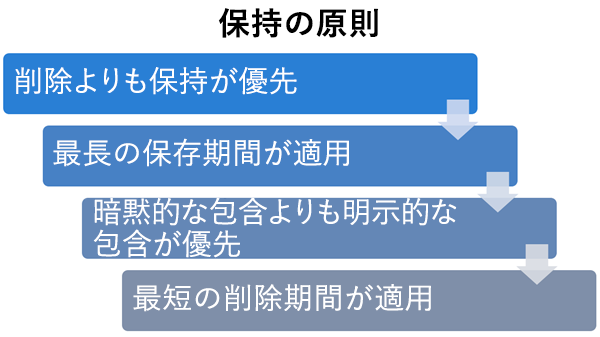 保持の原則
削除よりも保持が優先
最長の保存期間が適用
暗黙的な包含よりも明示的な
包含が優先
最短の削除期間が適用